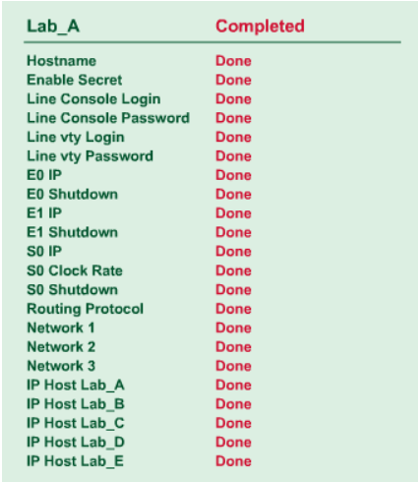 Lab_A Completed
Hostname Done
Enable Secret Done
Line Console Login Done
Line Console Password Done
Line vty Login Done
Line vty Password Done
E0 IP Done
E0 Shutdown Done
E1 IP Done
E1 Shutdown Done
S0 IP Done
S0 Clock Rate Done
S0 Shutdown Done
Routing Protocol Done
Network 1 Done
Network 2 Done
Network 3 Done
IP Host Lab_A Done
IP Host Lab_B Done
IP Host Lab_C Done
IP Host Lab_D Done
IP Host Lab_E Done